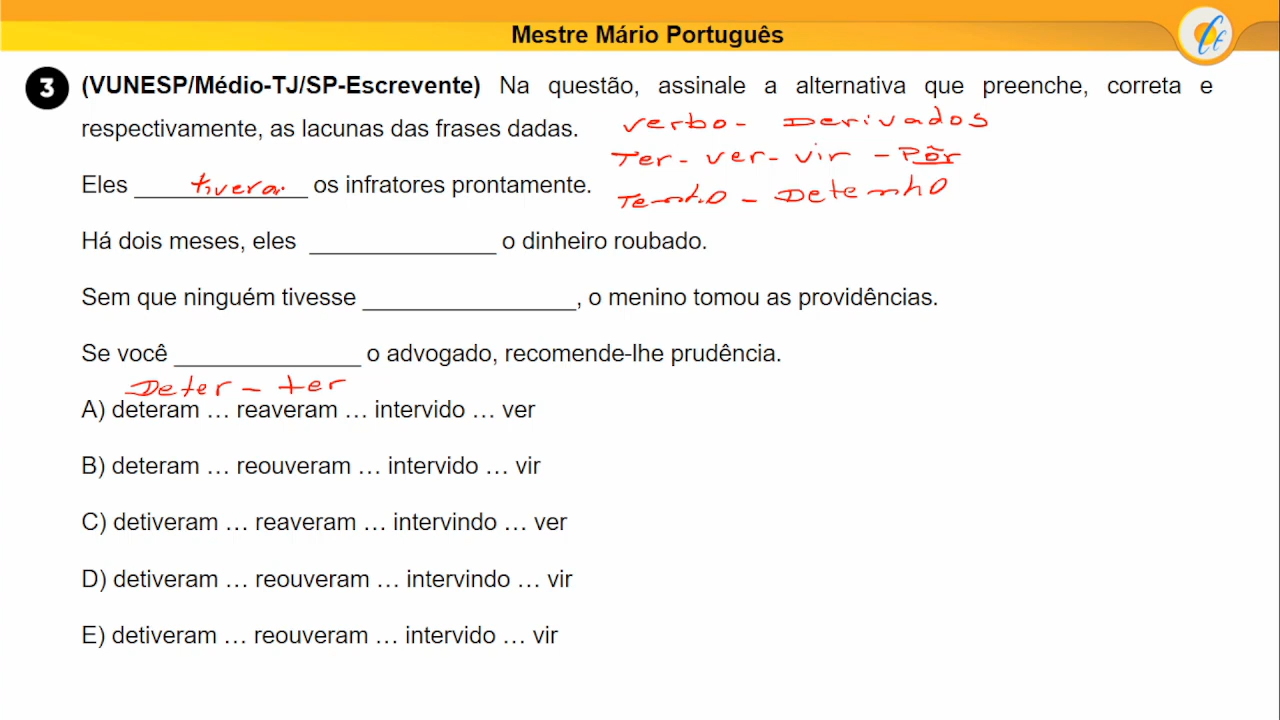 Mestre Mário Português
3 (VUNESP/Médio-TJ/SP-Escrevente) Na questão, assinale a alternativa que preenche, correta e
respectivamente, as lacunas das frases dadas. verbo - Derivados
Ter - ver - vir - Pôr
Eles tivera os infratores prontamente. Tenho - Detenho
Há dois meses, eles ______________ o dinheiro roubado.
Sem que ninguém tivesse ________________, o menino tomou as providências.
Se você ______________ o advogado, recomende-lhe prudência.
Deter - ter
A) deteram … reaveram … intervido … ver
B) deteram … reouveram … intervido … vir
C) detiveram … reaveram … intervindo … ver
D) detiveram … reouveram … intervindo … vir
E) detiveram … reouveram … intervido … vir